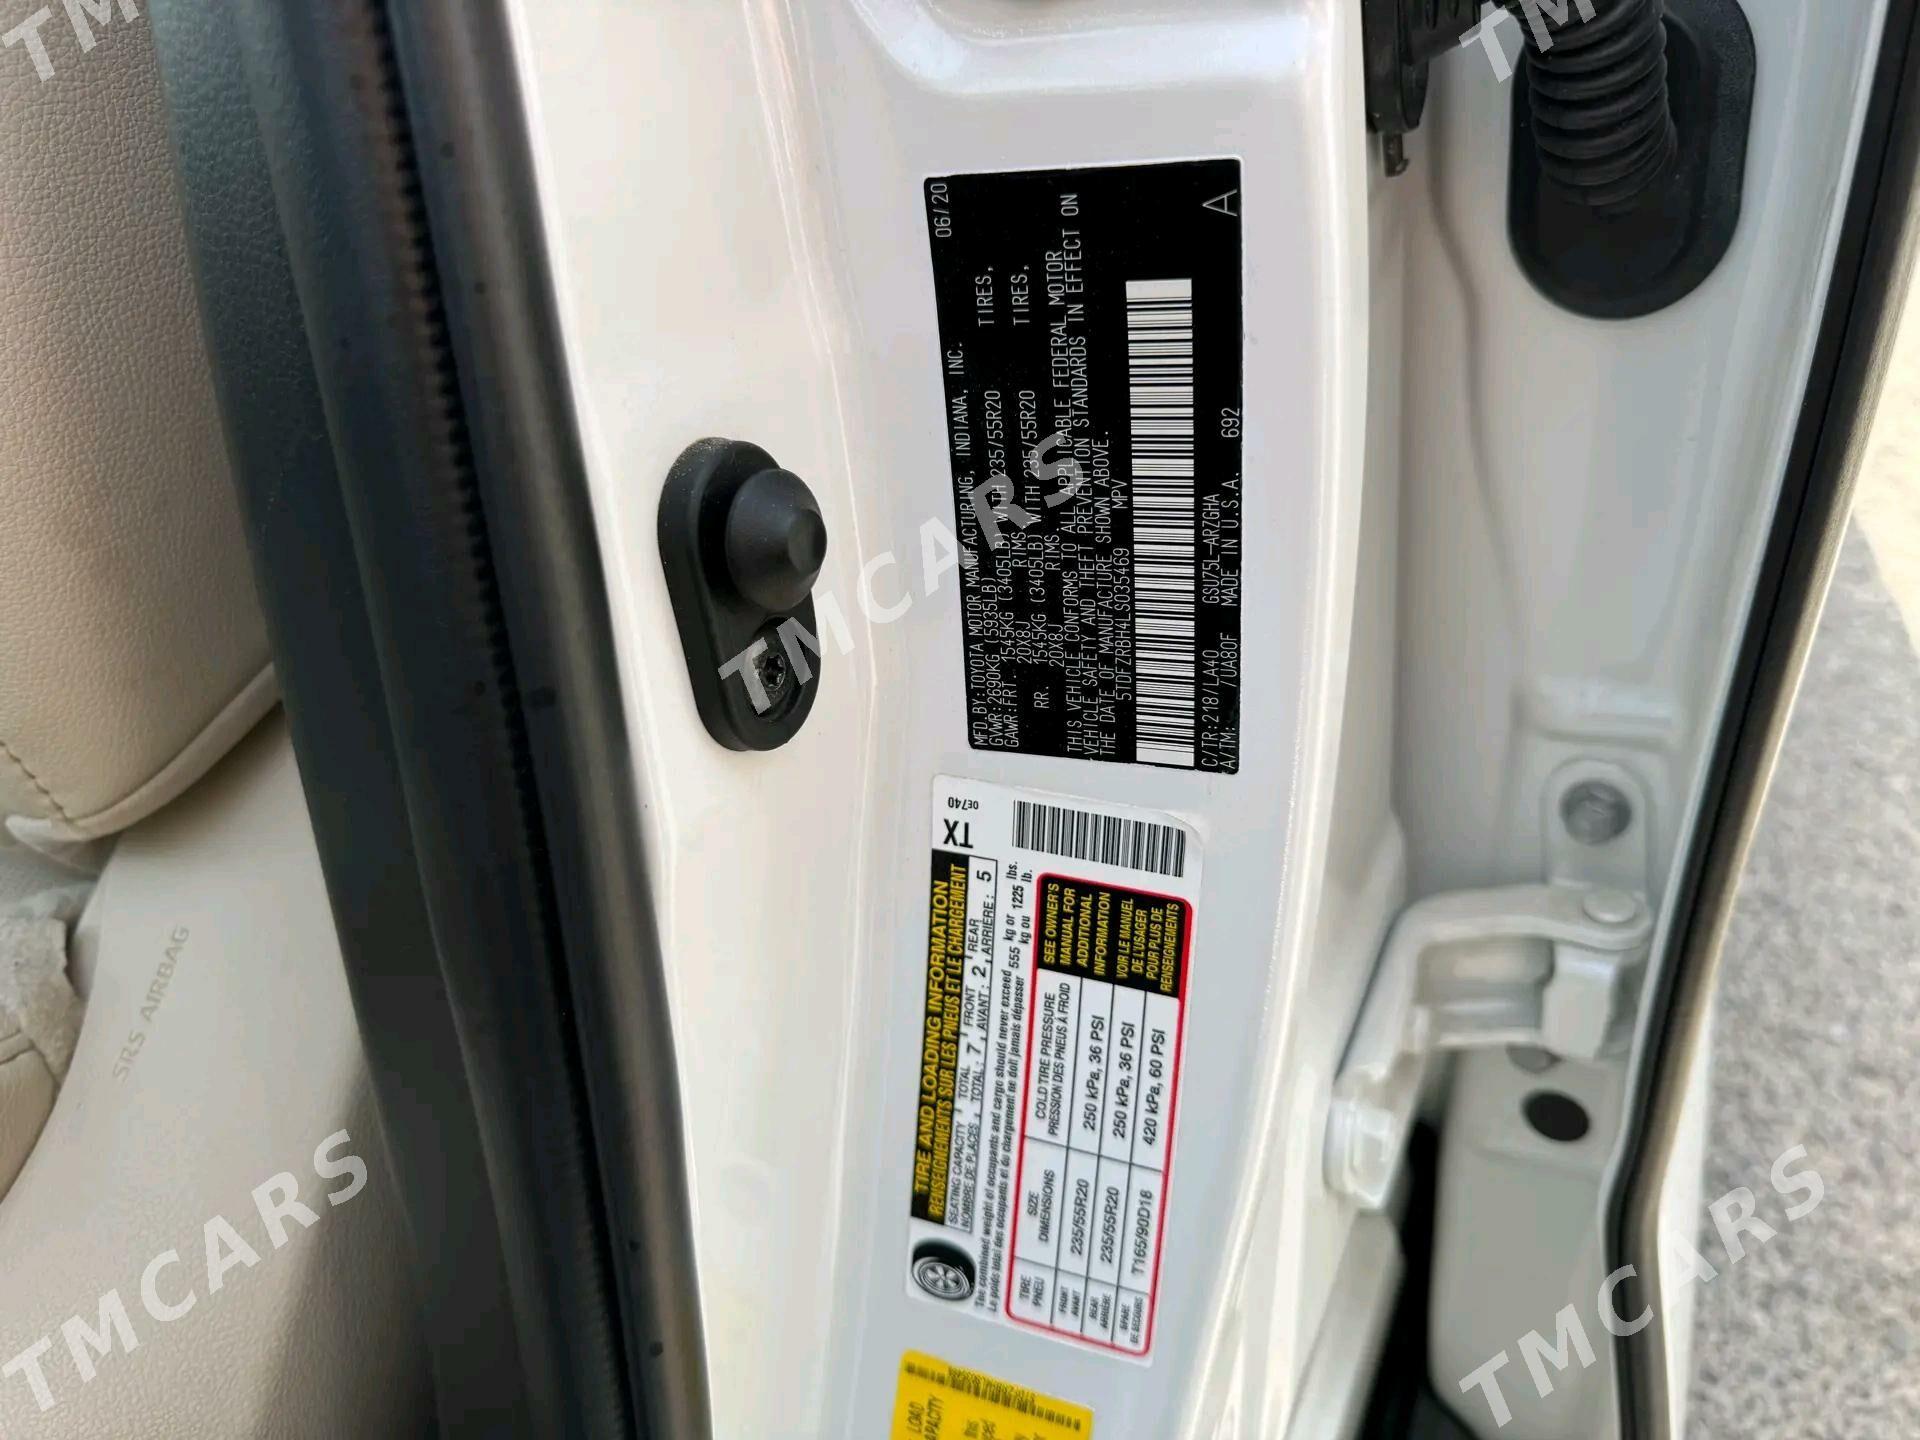 MFD BY:TOYOTA MOTOR MANUFACTURING, INDIANA, INC. 06/20
GVWR:2690KG (5935LB)
GAWR:FRT. 1545KG (3405LB) WITH 235/55R20 TIRES,
20X8J RIMS
RR. 1545KG (3405LB) WITH 235/55R20 TIRES,
20X8J RIMS.
THIS VEHICLE CONFORMS TO ALL APPLICABLE FEDERAL MOTOR
VEHICLE SAFETY AND THEFT PREVENTION STANDARDS IN EFFECT ON
THE DATE OF MANUFACTURE SHOWN ABOVE.
5TDFZRBH4LS035469 MPV
C/TR:218/LA40 GSU75L-ARZGHA
A/TM: /UA80F MADE IN U.S.A. 692 A
0E740
TX
TIRE AND LOADING INFORMATION
RENSEIGNEMENTS SUR LES PNEUS ET LE CHARGEMENT
SEATING CAPACITY TOTAL FRONT REAR
NOMBRE DE PLACES TOTAL: 7 AVANT: 2 ARRIÈRE: 5
The combined weight of occupants and cargo should never exceed 555 kg or 1225 lbs.
Le poids total des occupants et du chargement ne doit jamais dépasser kg ou lb.
TIRE SIZE COLD TIRE PRESSURE
PNEU DIMENSIONS PRESSION DES PNEUS À FROID
FRONT
AVANT 235/55R20 250 kPa, 36 PSI
REAR
ARRIÈRE 235/55R20 250 kPa, 36 PSI
SPARE
DE SECOURS T165/90D18 420 kPa, 60 PSI
SEE OWNER'S
MANUAL FOR
ADDITIONAL
INFORMATION
VOIR LE MANUEL
DE L'USAGER
POUR PLUS DE
RENSEIGNEMENTS
LOAD
CAPACITY
SRS AIRBAG
TMCARS
TMCARS
TMCARS